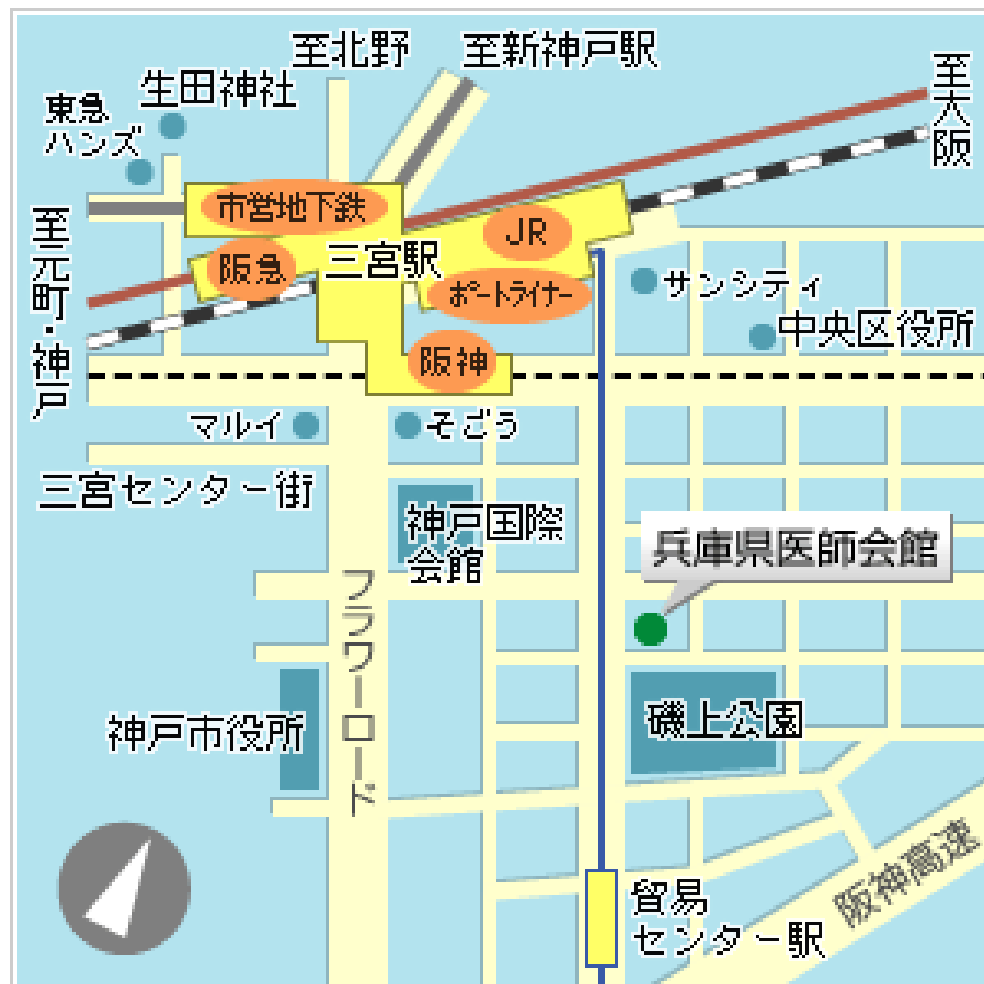 至北野
至新神戸駅
生田神社
東急
ハンズ
至大阪
市営地下鉄
JR
三宮駅
阪急
ポートライナー
サンシティ
至元町・神戸
中央区役所
阪神
マルイ
そごう
三宮センター街
神戸国際
会館
兵庫県医師会館
フラワーロード
神戸市役所
磯上公園
阪神高速
貿易
センター駅